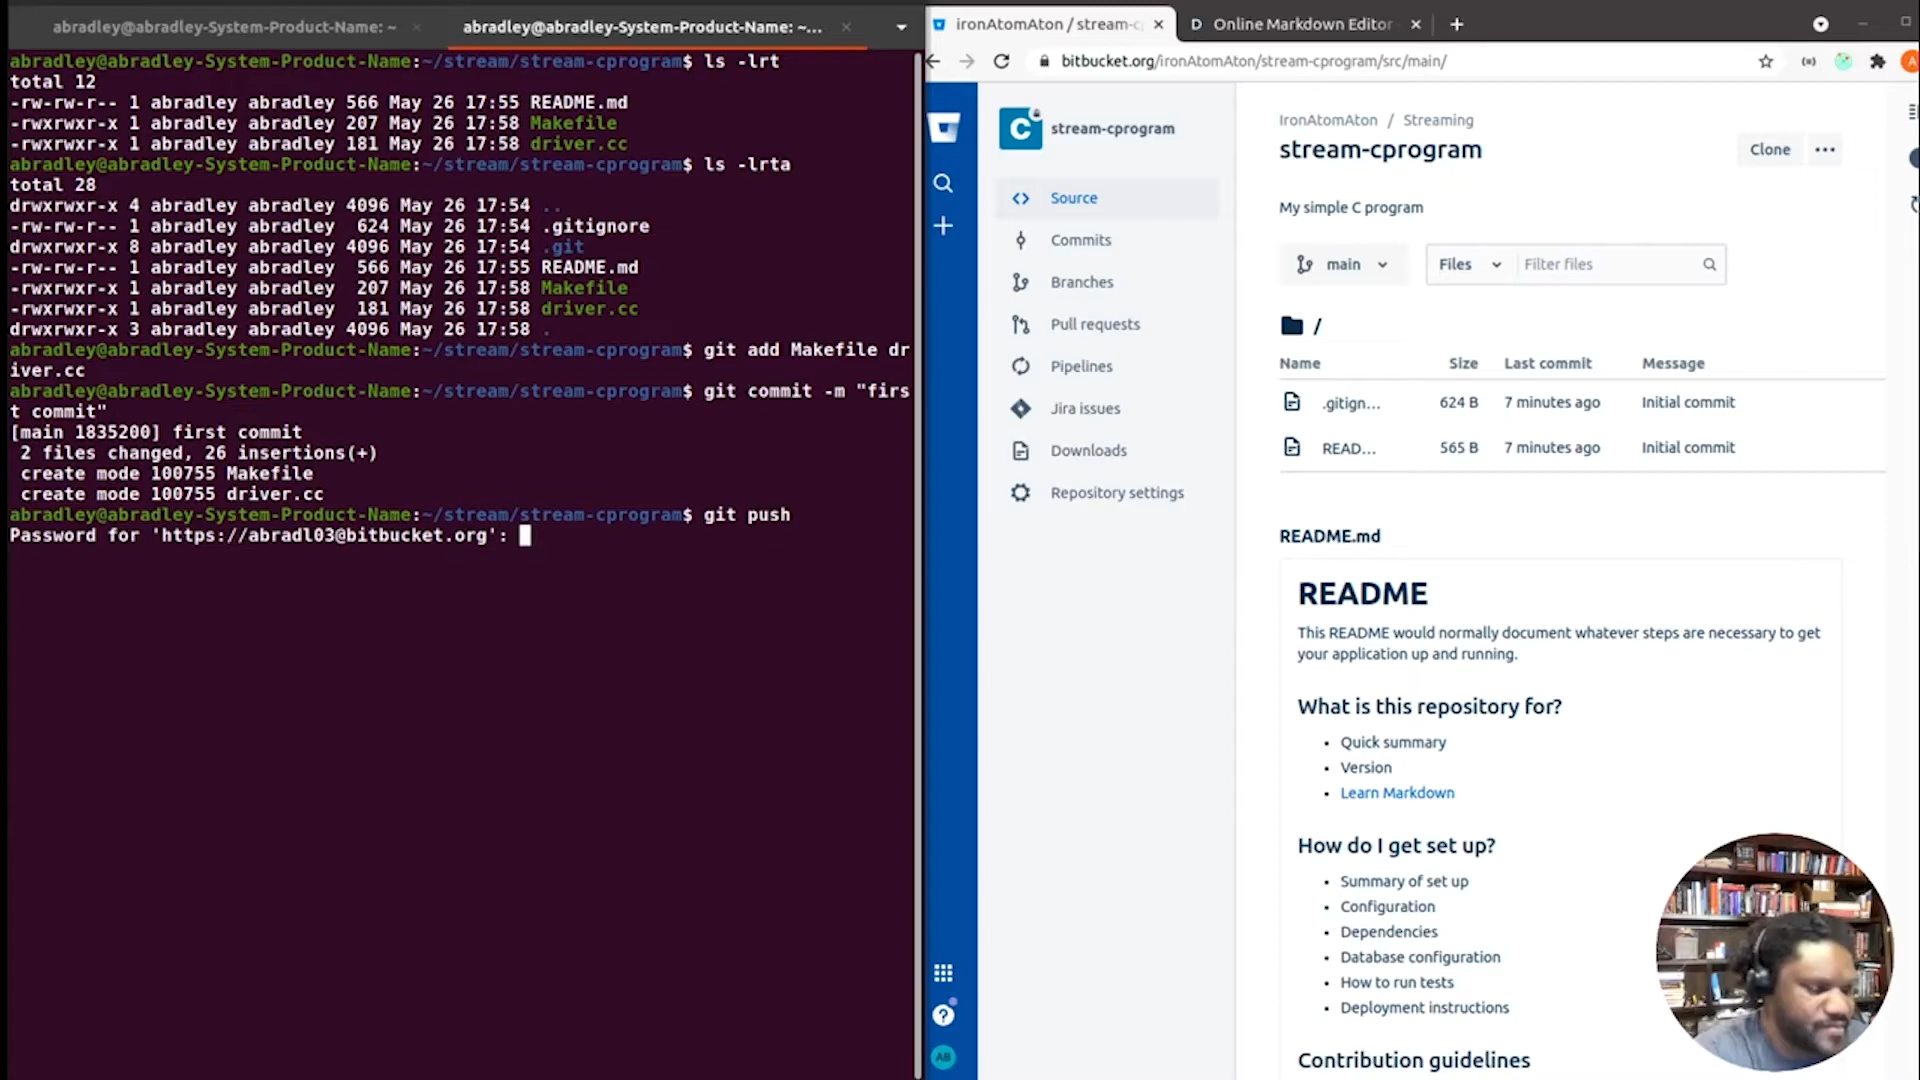 abradley@abradley-System-Product-Name: ~
abradley@abradley-System-Product-Name: ~...
abradley@abradley-System-Product-Name:~/stream/stream-cprogram$ ls -lrt
total 12
-rw-rw-r-- 1 abradley abradley 566 May 26 17:55 README.md
-rwxrwxr-x 1 abradley abradley 207 May 26 17:58 Makefile
-rwxrwxr-x 1 abradley abradley 181 May 26 17:58 driver.cc
abradley@abradley-System-Product-Name:~/stream/stream-cprogram$ ls -lrta
total 28
drwxrwxr-x 4 abradley abradley 4096 May 26 17:54 ..
-rw-rw-r-- 1 abradley abradley 624 May 26 17:54 .gitignore
drwxrwxr-x 8 abradley abradley 4096 May 26 17:54 .git
-rw-rw-r-- 1 abradley abradley 566 May 26 17:55 README.md
-rwxrwxr-x 1 abradley abradley 207 May 26 17:58 Makefile
-rwxrwxr-x 1 abradley abradley 181 May 26 17:58 driver.cc
drwxrwxr-x 3 abradley abradley 4096 May 26 17:58 .
abradley@abradley-System-Product-Name:~/stream/stream-cprogram$ git add Makefile dr
iver.cc
abradley@abradley-System-Product-Name:~/stream/stream-cprogram$ git commit -m "firs
t commit"
[main 1835200] first commit
2 files changed, 26 insertions(+)
create mode 100755 Makefile
create mode 100755 driver.cc
abradley@abradley-System-Product-Name:~/stream/stream-cprogram$ git push
Password for 'https://abradl03@bitbucket.org':
ironAtomAton / stream-c
Online Markdown Editor
bitbucket.org/ironAtomAton/stream-cprogram/src/main/
A
C
stream-cprogram
Source
Commits
Branches
Pull requests
Pipelines
Jira issues
Downloads
Repository settings
AB
IronAtomAton / Streaming
stream-cprogram
Clone
My simple C program
main
Files
Filter files
/
Name Size Last commit Message
.gitign... 624 B 7 minutes ago Initial commit
READ... 565 B 7 minutes ago Initial commit
README.md
README
This README would normally document whatever steps are necessary to get
your application up and running.
What is this repository for?
Quick summary
Version
Learn Markdown
How do I get set up?
Summary of set up
Configuration
Dependencies
Database configuration
How to run tests
Deployment instructions
Contribution guidelines